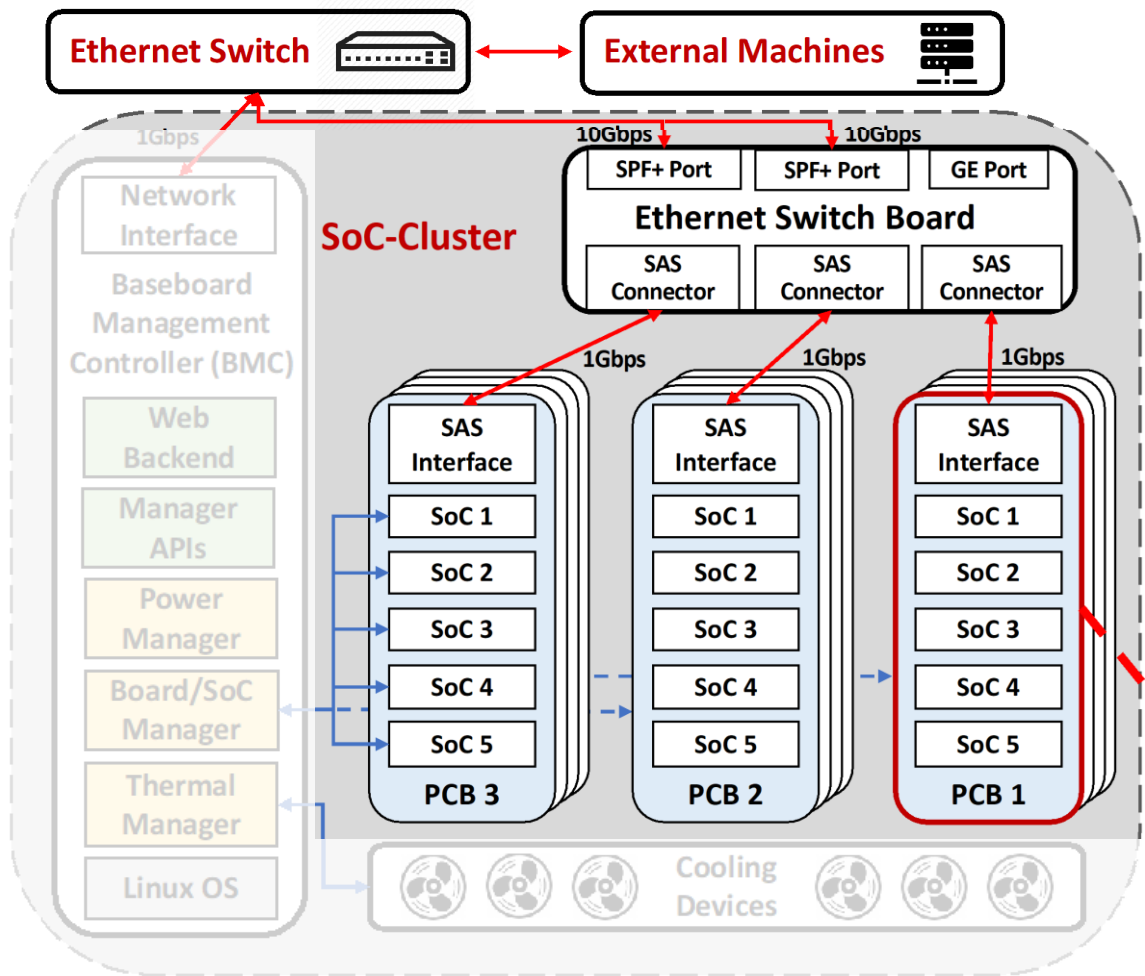 Ethernet Switch
External Machines
1Gbps
10Gbps
10Gbps
SPF+ Port
SPF+ Port
GE Port
Ethernet Switch Board
SAS
Connector
SAS
Connector
SAS
Connector
Network
Interface
SoC-Cluster
Baseboard
Management
Controller (BMC)
Web
Backend
Manager
APIs
Power
Manager
Board/SoC
Manager
Thermal
Manager
Linux OS
1Gbps
1Gbps
1Gbps
SAS
Interface
SoC 1
SoC 2
SoC 3
SoC 4
SoC 5
PCB 3
SAS
Interface
SoC 1
SoC 2
SoC 3
SoC 4
SoC 5
PCB 2
SAS
Interface
SoC 1
SoC 2
SoC 3
SoC 4
SoC 5
PCB 1
Cooling
Devices